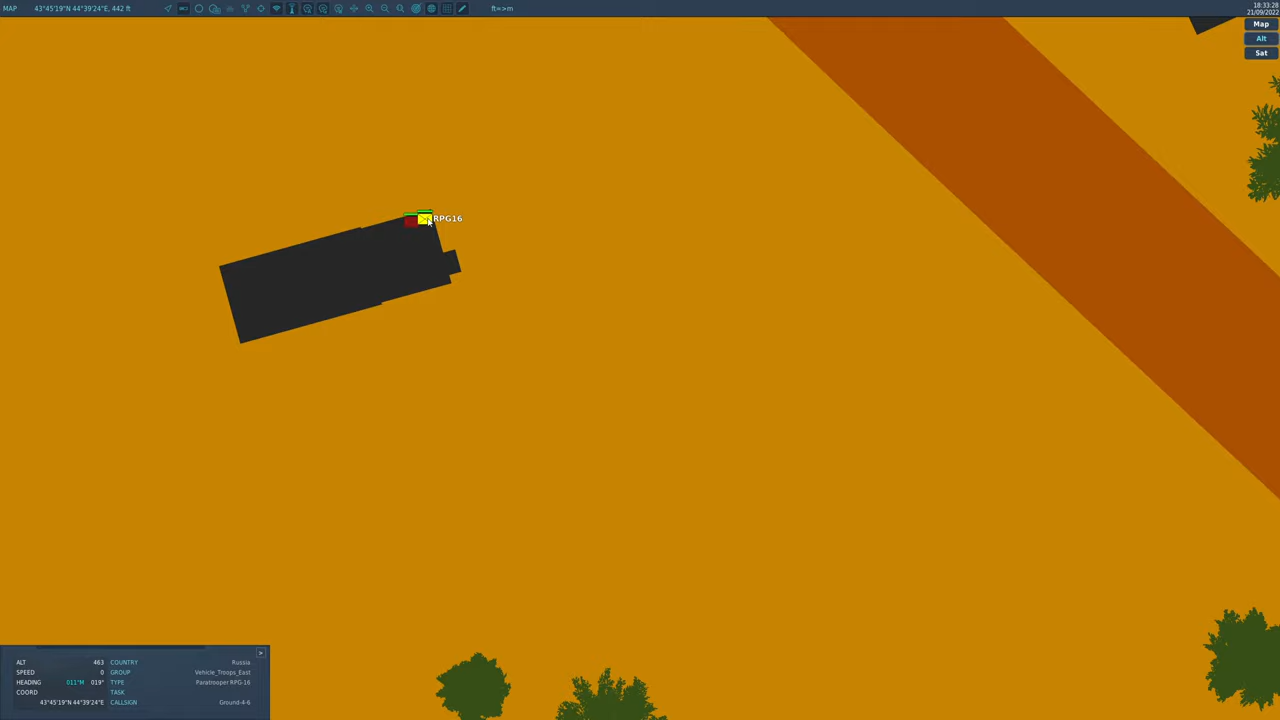 MAP 43°45'19"N 44°39'24"E, 442 ft ft=>m 18:33:28
21/09/2022
Map
Alt
Sat
RPG16
>
ALT 463 COUNTRY Russia
SPEED 0 GROUP Vehicle_Troops_East
HEADING 011°M 019° TYPE Paratrooper RPG-16
COORD TASK
43°45'19"N 44°39'24"E CALLSIGN Ground-4-6